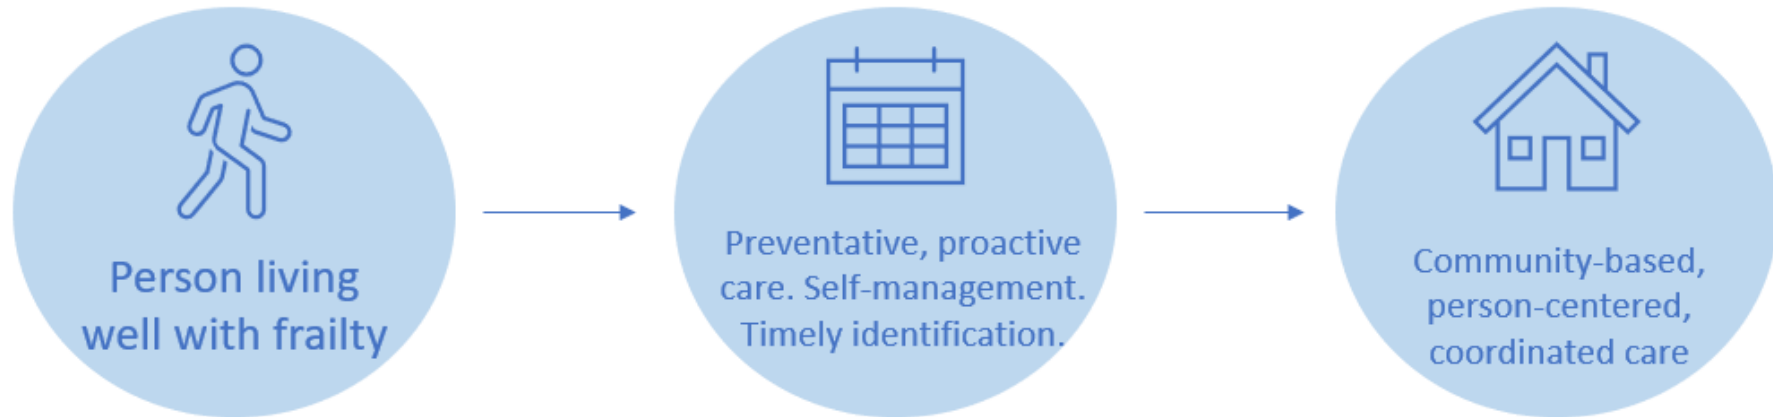 Person living
well with frailty
Preventative, proactive
care. Self-management.
Timely identification.
Community-based,
person-centered,
coordinated care